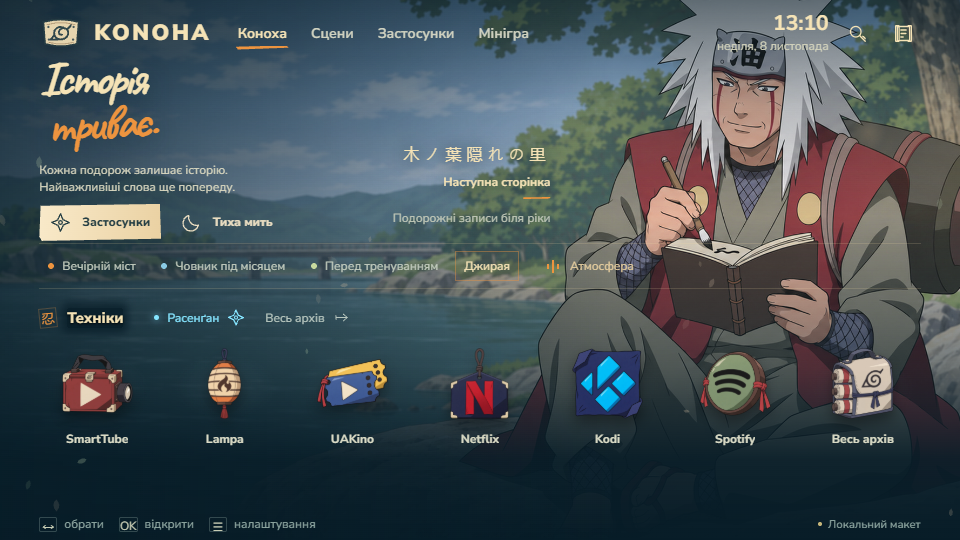 KONOHA
Коноха
Сцени
Застосунки
Мінігра
13:10
неділя, 8 листопада
油
Історія
триває.
Кожна подорож залишає історію.
Найважливіші слова ще попереду.
木ノ葉隠れの里
Наступна сторінка
Подорожні записи біля ріки
Застосунки
Тиха мить
Вечірній міст
Човник під місяцем
Перед тренуванням
Джирая
Атмосфера
忍
Техніки
Расенґан
Весь архів
N
SmartTube
Lampa
UAKino
Netflix
Kodi
Spotify
Весь архів
обрати
OK
відкрити
налаштування
Локальний макет